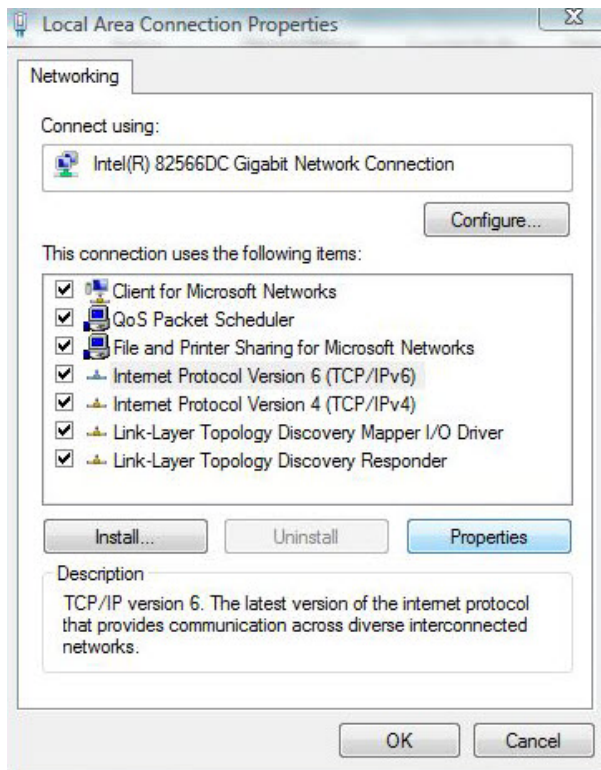 Local Area Connection Properties
Networking
Connect using:
Intel(R) 82566DC Gigabit Network Connection
Configure...
This connection uses the following items:
Client for Microsoft Networks
QoS Packet Scheduler
File and Printer Sharing for Microsoft Networks
Internet Protocol Version 6 (TCP/IPv6)
Internet Protocol Version 4 (TCP/IPv4)
Link-Layer Topology Discovery Mapper I/O Driver
Link-Layer Topology Discovery Responder
Install... Uninstall Properties
Description
TCP/IP version 6. The latest version of the internet protocol
that provides communication across diverse interconnected
networks.
OK Cancel